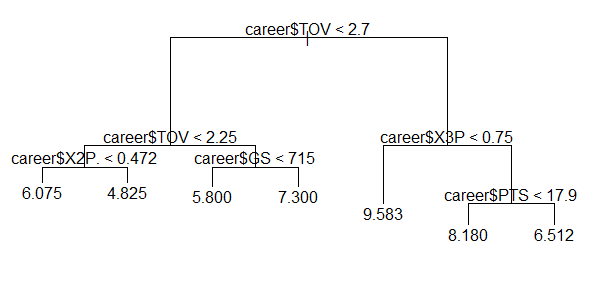 career$TOV < 2.7
career$TOV < 2.25
career$X3P < 0.75
career$X2P. < 0.472
career$GS < 715
6.075
4.825
5.800
7.300
career$PTS < 17.9
9.583
8.180
6.512